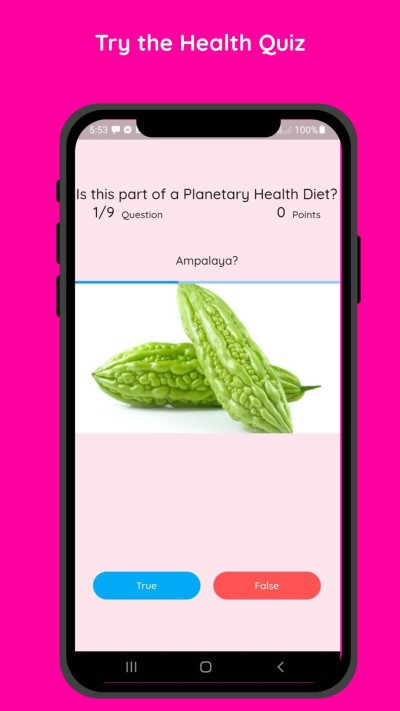 Try the Health Quiz
5:53 100%
Is this part of a Planetary Health Diet?
1/9 Question 0 Points
Ampalaya?
True False